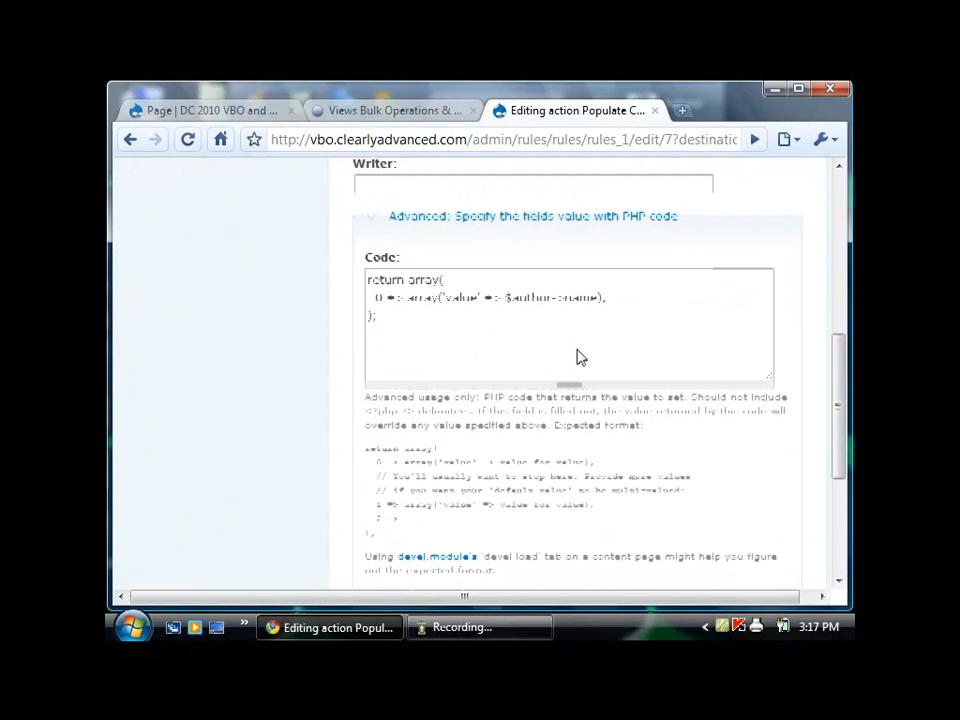 Page | DC 2010 VBO and ...
Views Bulk Operations & ...
Editing action Populate C...
http://vbo.clearlyadvanced.com/admin/rules/rules/rules_1/edit/7?destinatic
Writer:
Advanced: Specify the fields value with PHP code
Code:
return array(
0 => array('value' => $author->name),
);
Advanced usage only: PHP code that returns the value to set. Should not include
<?php ?> delimiters. If this field is filled out, the value returned by this code will
override any value specified above. Expected format:
return array(
0 => array('value' => value for value),
// You'll usually want to stop here. Provide more values
// if you want your 'default value' to be multi-valued:
1 => array('value' => value for value),
2 =>
);
Using devel.module's 'devel load' tab on a content page might help you figure
out the expected format.
Editing action Popul...
Recording...
3:17 PM